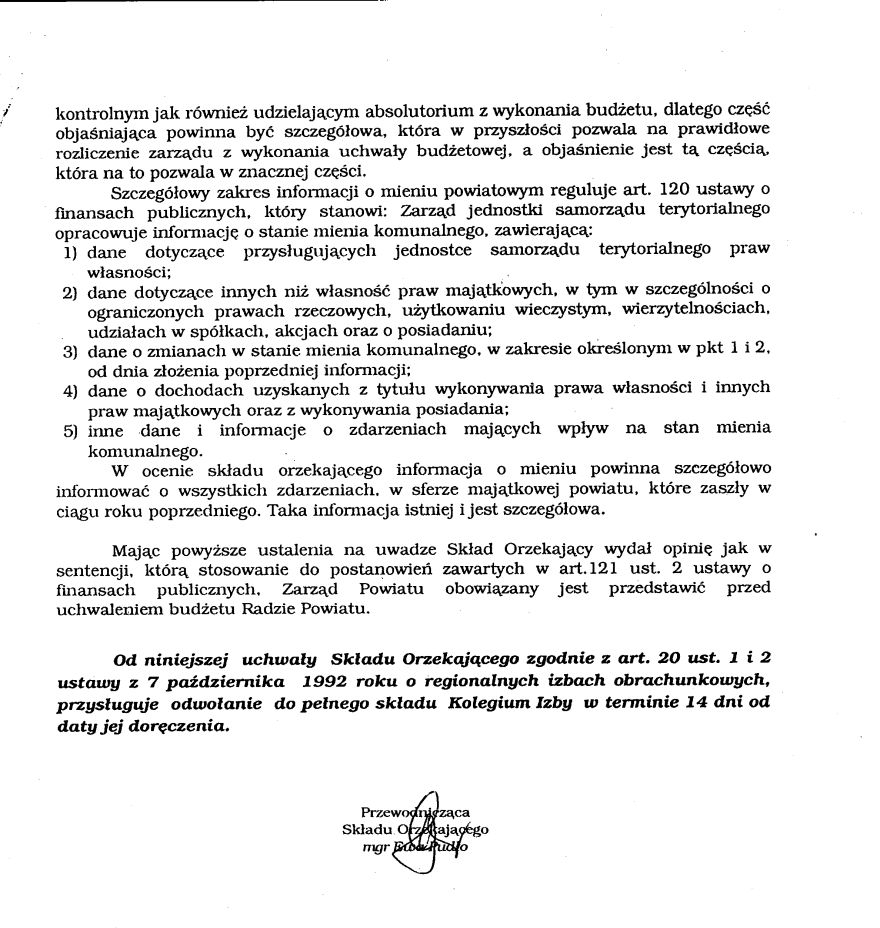 kontrolnym jak również udzielającym absolutorium z wykonania budżetu, dlatego część
objaśniająca powinna być szczegółowa, która w przyszłości pozwala na prawidłowe
rozliczenie zarządu z wykonania uchwały budżetowej, a objaśnienie jest tą częścią,
która na to pozwala w znacznej części.
Szczegółowy zakres informacji o mieniu powiatowym reguluje art. 120 ustawy o
finansach publicznych, który stanowi: Zarząd jednostki samorządu terytorialnego
opracowuje informację o stanie mienia komunalnego, zawierającą:
1) dane dotyczące przysługujących jednostce samorządu terytorialnego praw
własności;
2) dane dotyczące innych niż własność praw majątkowych, w tym w szczególności o
ograniczonych prawach rzeczowych, użytkowaniu wieczystym, wierzytelnościach,
udziałach w spółkach, akcjach oraz o posiadaniu;
3) dane o zmianach w stanie mienia komunalnego, w zakresie określonym w pkt 1 i 2,
od dnia złożenia poprzedniej informacji;
4) dane o dochodach uzyskanych z tytułu wykonywania prawa własności i innych
praw majątkowych oraz z wykonywania posiadania;
5) inne dane i informacje o zdarzeniach mających wpływ na stan mienia
komunalnego.
W ocenie składu orzekającego informacja o mieniu powinna szczegółowo
informować o wszystkich zdarzeniach, w sferze majątkowej powiatu, które zaszły w
ciągu roku poprzedniego. Taka informacja istniej i jest szczegółowa.
Mając powyższe ustalenia na uwadze Skład Orzekający wydał opinię jak w
sentencji, którą stosowanie do postanowień zawartych w art.121 ust. 2 ustawy o
finansach publicznych, Zarząd Powiatu obowiązany jest przedstawić przed
uchwaleniem budżetu Radzie Powiatu.
Od niniejszej uchwały Składu Orzekającego zgodnie z art. 20 ust. 1 i 2
ustawy z 7 października 1992 roku o regionalnych izbach obrachunkowych,
przysługuje odwołanie do pełnego składu Kolegium Izby w terminie 14 dni od
daty jej doręczenia.
Przewodnicząca
Składu Orzekającego
mgr Ewa Pudło